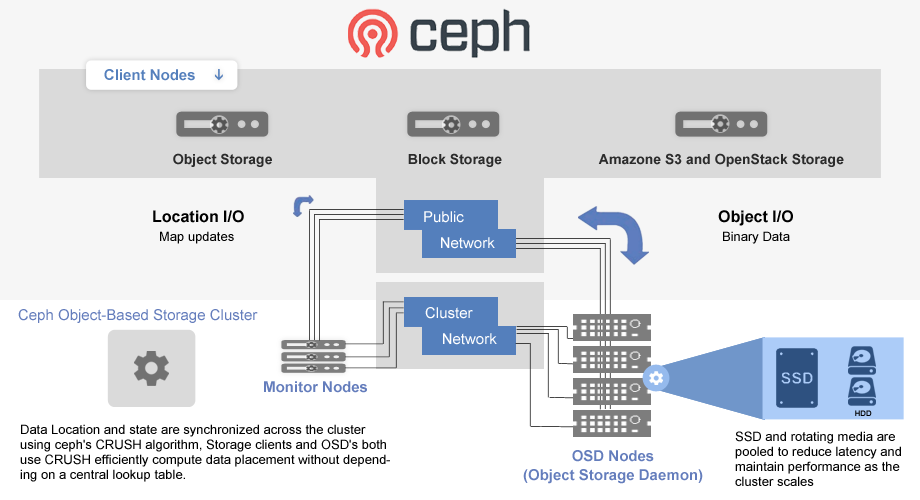 ceph
Client Nodes ↓
Object Storage
Block Storage
Amazone S3 and OpenStack Storage
Location I/O
Map updates
Public
Network
Object I/O
Binary Data
Ceph Object-Based Storage Cluster
Cluster
Network
Monitor Nodes
SSD
HDD
Data Location and state are synchronized across the cluster
using ceph's CRUSH algorithm, Storage clients and OSD's both
use CRUSH efficiently compute data placement without depend-
ing on a central lookup table.
OSD Nodes
(Object Storage Daemon)
SSD and rotating media are
pooled to reduce latency and
maintain performance as the
cluster scales